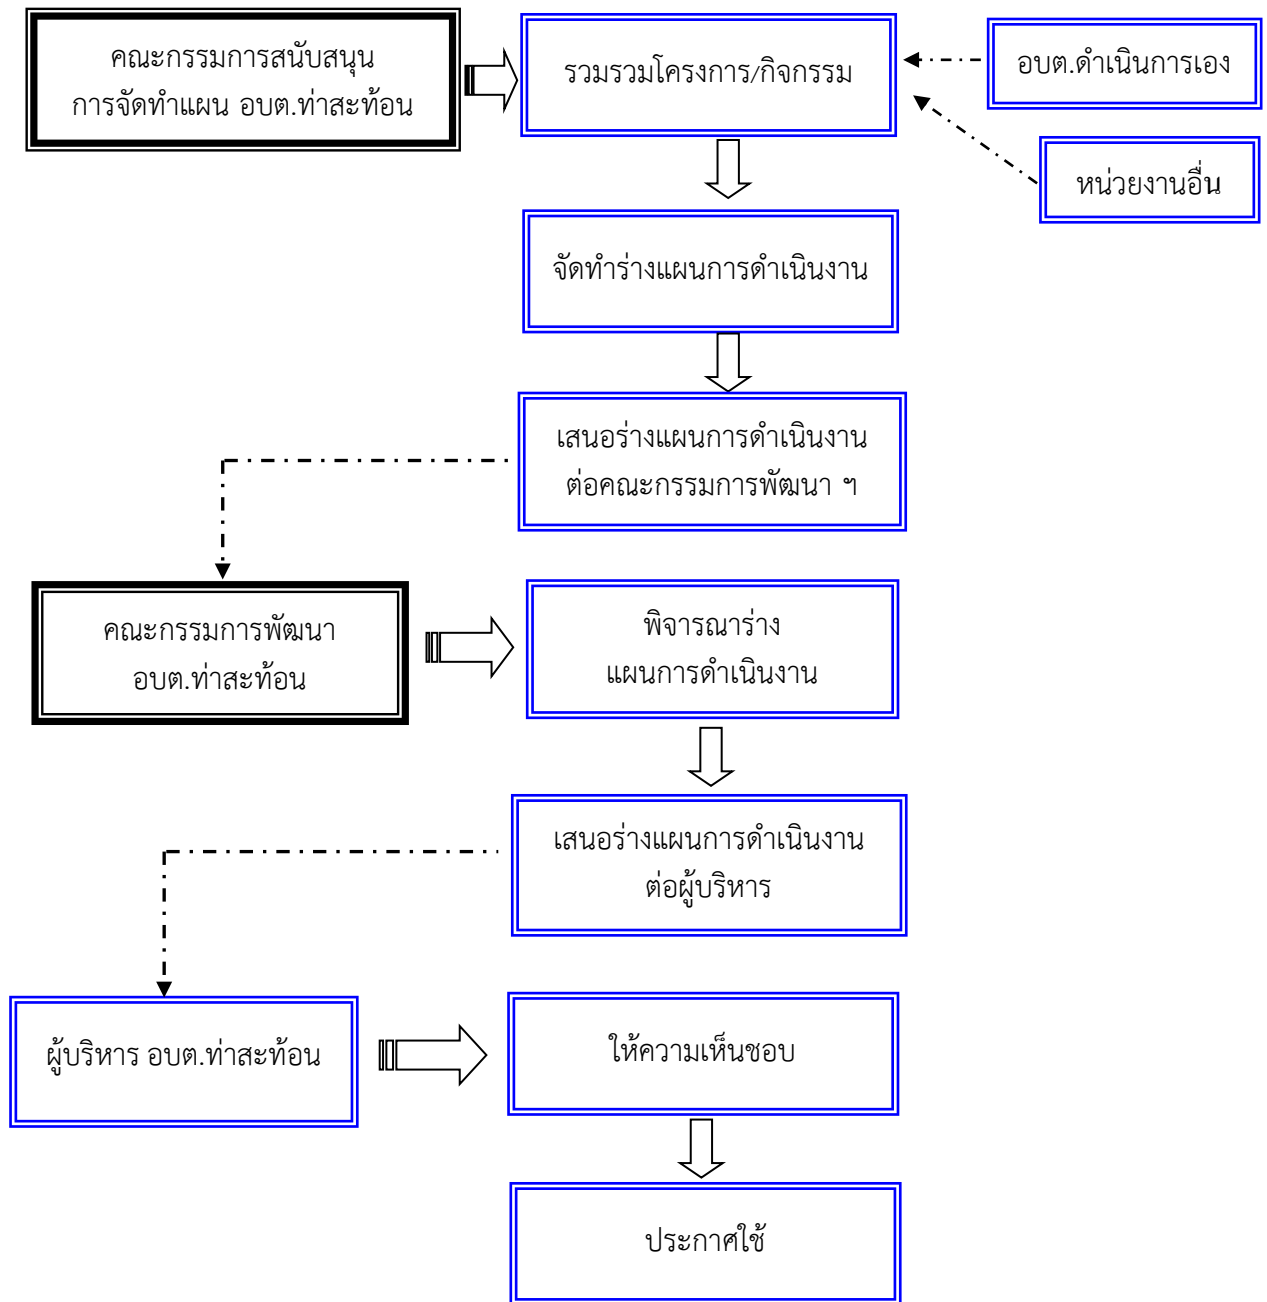 คณะกรรมการสนับสนุน
การจัดทำแผน อบต.ท่าสะท้อน
รวมรวมโครงการ/กิจกรรม
อบต.ดำเนินการเอง
หน่วยงานอื่น
จัดทำร่างแผนการดำเนินงาน
เสนอร่างแผนการดำเนินงาน
ต่อคณะกรรมการพัฒนา ฯ
คณะกรรมการพัฒนา
อบต.ท่าสะท้อน
พิจารณาร่าง
แผนการดำเนินงาน
เสนอร่างแผนการดำเนินงาน
ต่อผู้บริหาร
ผู้บริหาร อบต.ท่าสะท้อน
ให้ความเห็นชอบ
ประกาศใช้